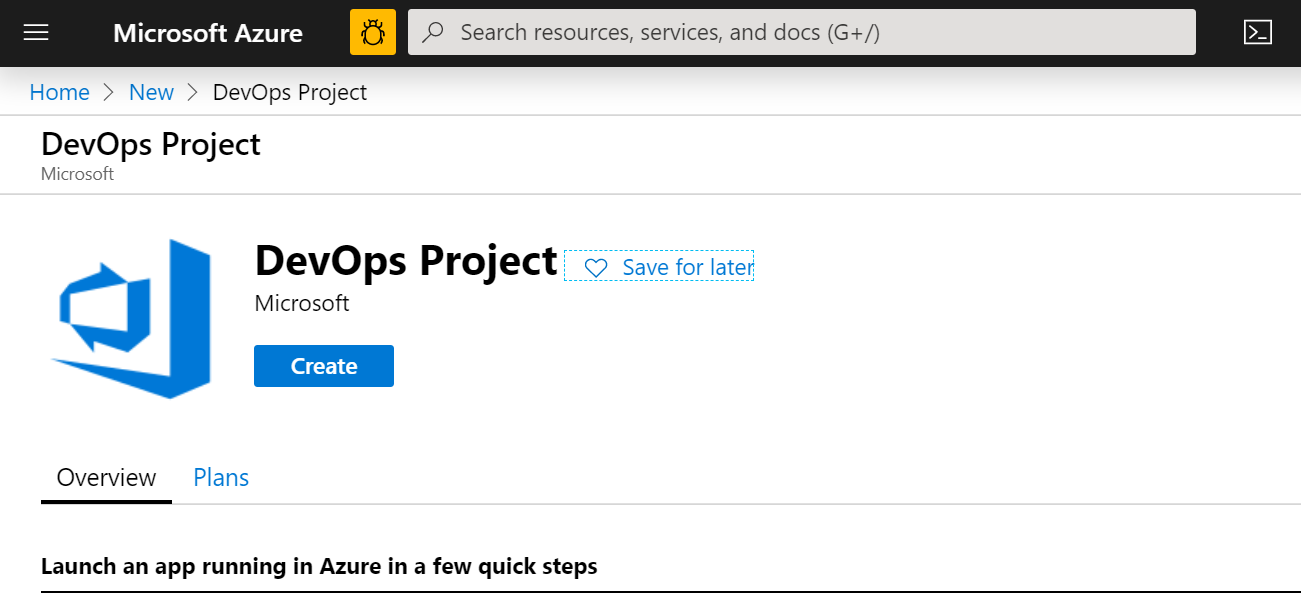 Microsoft Azure
Search resources, services, and docs (G+/)
Home > New > DevOps Project
DevOps Project
Microsoft
DevOps Project
Save for later
Microsoft
Create
Overview Plans
Launch an app running in Azure in a few quick steps